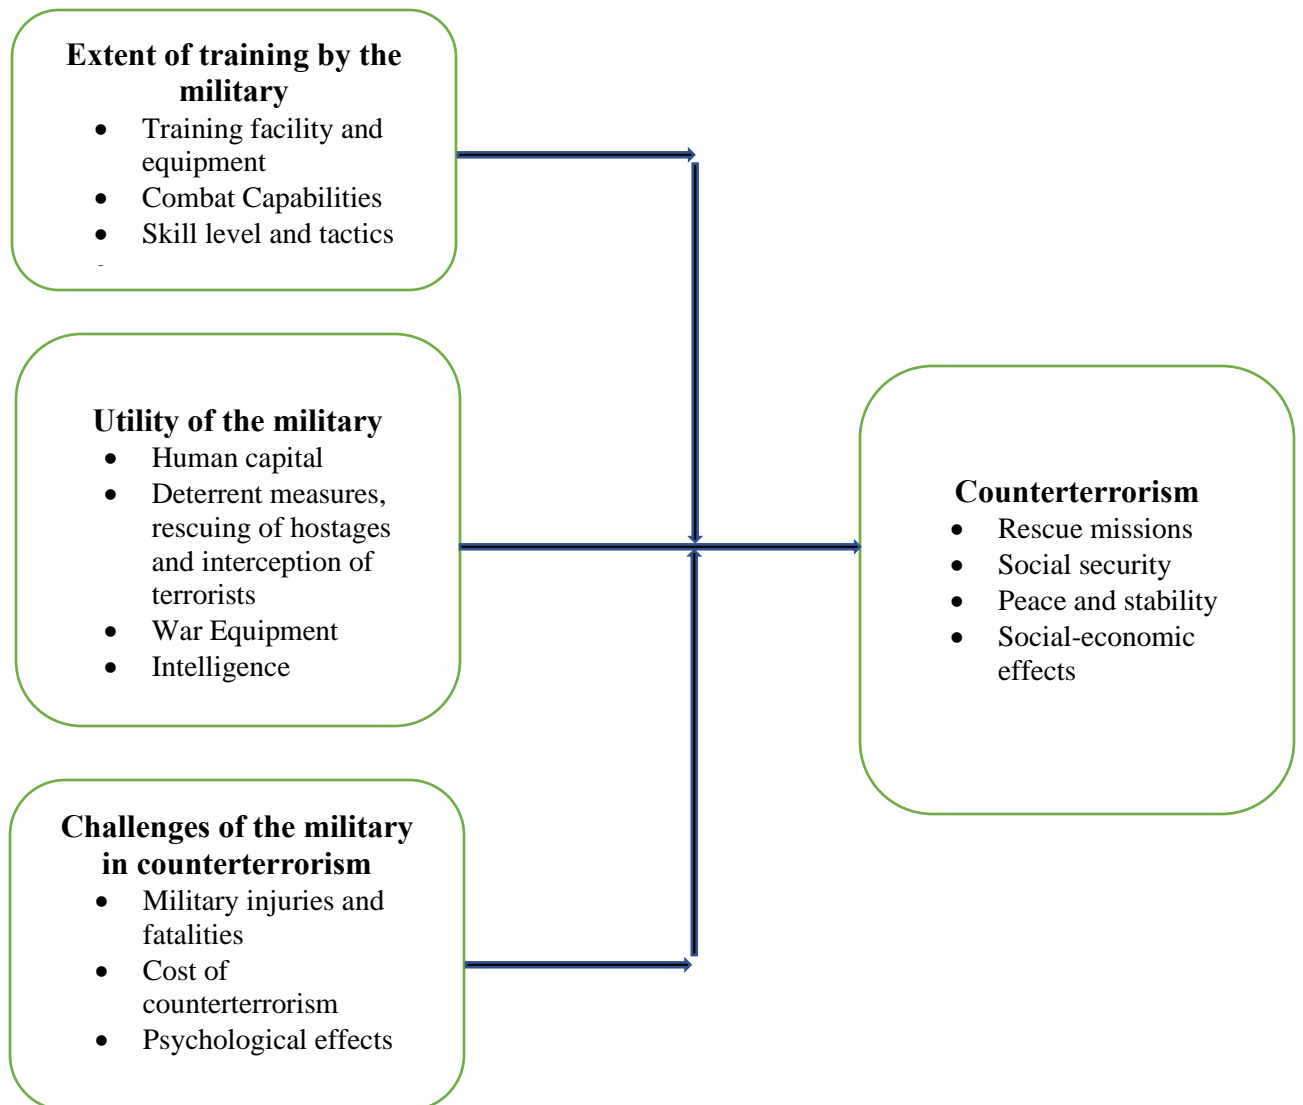 Extent of training by the
military
• Training facility and
equipment
• Combat Capabilities
• Skill level and tactics
Utility of the military
• Human capital
• Deterrent measures,
rescuing of hostages
and interception of
terrorists
• War Equipment
• Intelligence
Challenges of the military
in counterterrorism
• Military injuries and
fatalities
• Cost of
counterterrorism
• Psychological effects
Counterterrorism
• Rescue missions
• Social security
• Peace and stability
• Social-economic
effects